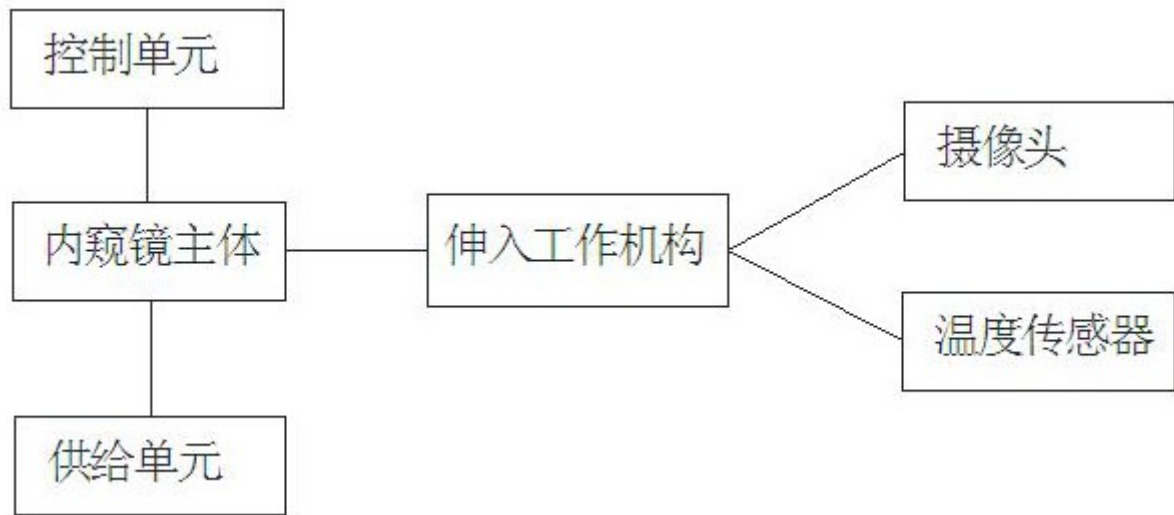 控制单元
摄像头
内窥镜主体
伸入工作机构
温度传感器
供给单元